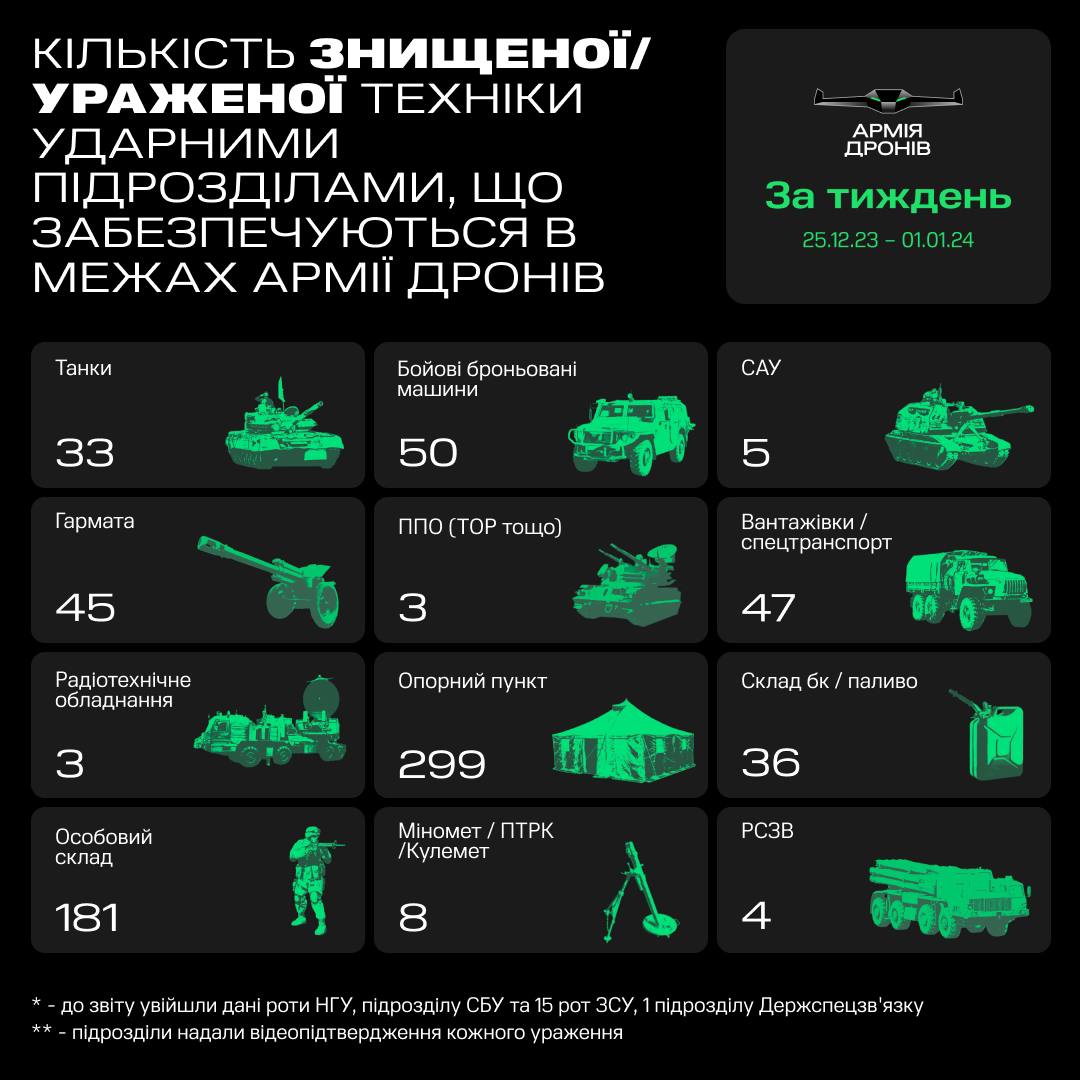 КІЛЬКІСТЬ ЗНИЩЕНОЇ/
УРАЖЕНОЇ ТЕХНІКИ
УДАРНИМИ
ПІДРОЗДІЛАМИ, ЩО
ЗАБЕЗПЕЧУЮТЬСЯ В
МЕЖАХ АРМІЇ ДРОНІВ
АРМІЯ
ДРОНІВ
За тиждень
25.12.23 – 01.01.24
Танки
33
Бойові броньовані
машини
50
САУ
5
Гармата
45
ППО (ТОР тощо)
3
Вантажівки /
спецтранспорт
47
Радіотехнічне
обладнання
3
Опорний пункт
299
Склад бк / паливо
36
Особовий
склад
181
Міномет / ПТРК
/Кулемет
8
РСЗВ
4
* - до звіту увійшли дані роти НГУ, підрозділу СБУ та 15 рот ЗСУ, 1 підрозділу Держспецзв'язку
** - підрозділи надали відеопідтвердження кожного ураження